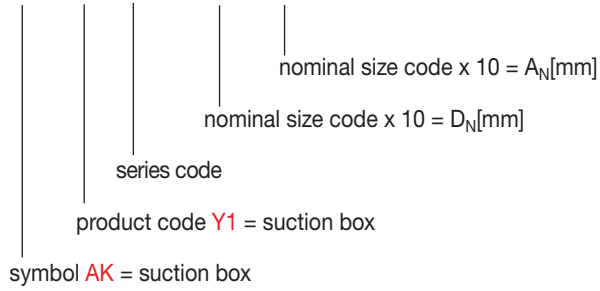 nominal size code x 10 = AN[mm]
nominal size code x 10 = DN[mm]
series code
product code Y1 = suction box
symbol AK = suction box